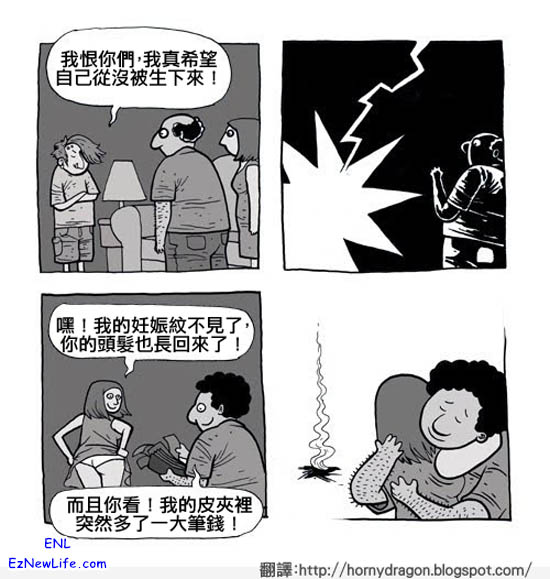 我恨你們，我真希望
自己從沒被生下來！
嘿！我的妊娠紋不見了，
你的頭髮也長回來了！
而且你看！我的皮夾裡
突然多了一大筆錢！
ENL
EzNewLife.com
翻譯:http://hornydragon.blogspot.com/